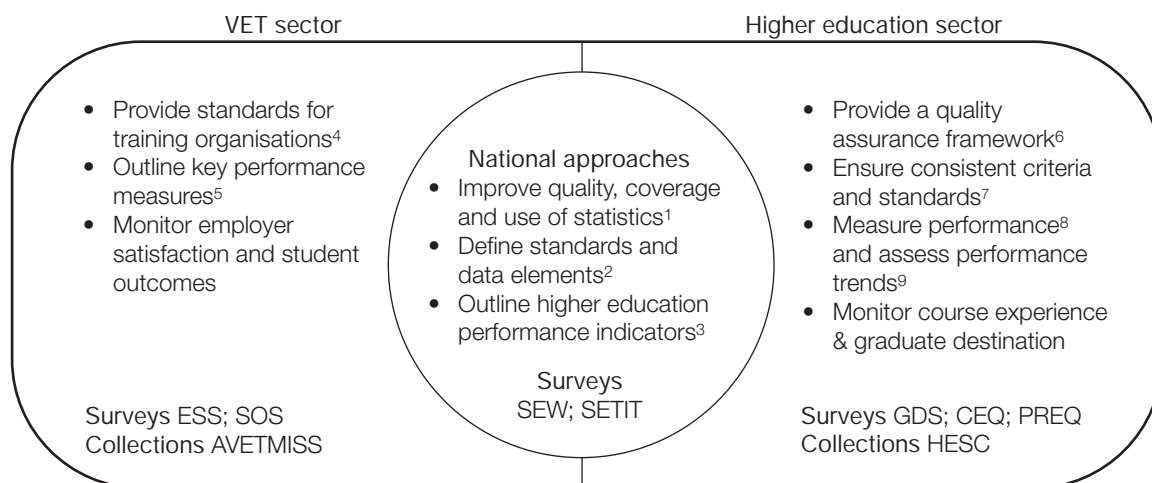 VET sector
Higher education sector
• Provide standards for
training organisations⁴
• Outline key performance
measures⁵
• Monitor employer
satisfaction and student
outcomes
Surveys ESS; SOS
Collections AVETMISS
National approaches
• Improve quality, coverage
and use of statistics¹
• Define standards and
data elements²
• Outline higher education
performance indicators³
Surveys
SEW; SETIT
• Provide a quality
assurance framework⁶
• Ensure consistent criteria
and standards⁷
• Measure performance⁸
and assess performance
trends⁹
• Monitor course experience
& graduate destination
Surveys GDS; CEQ; PREQ
Collections HESC